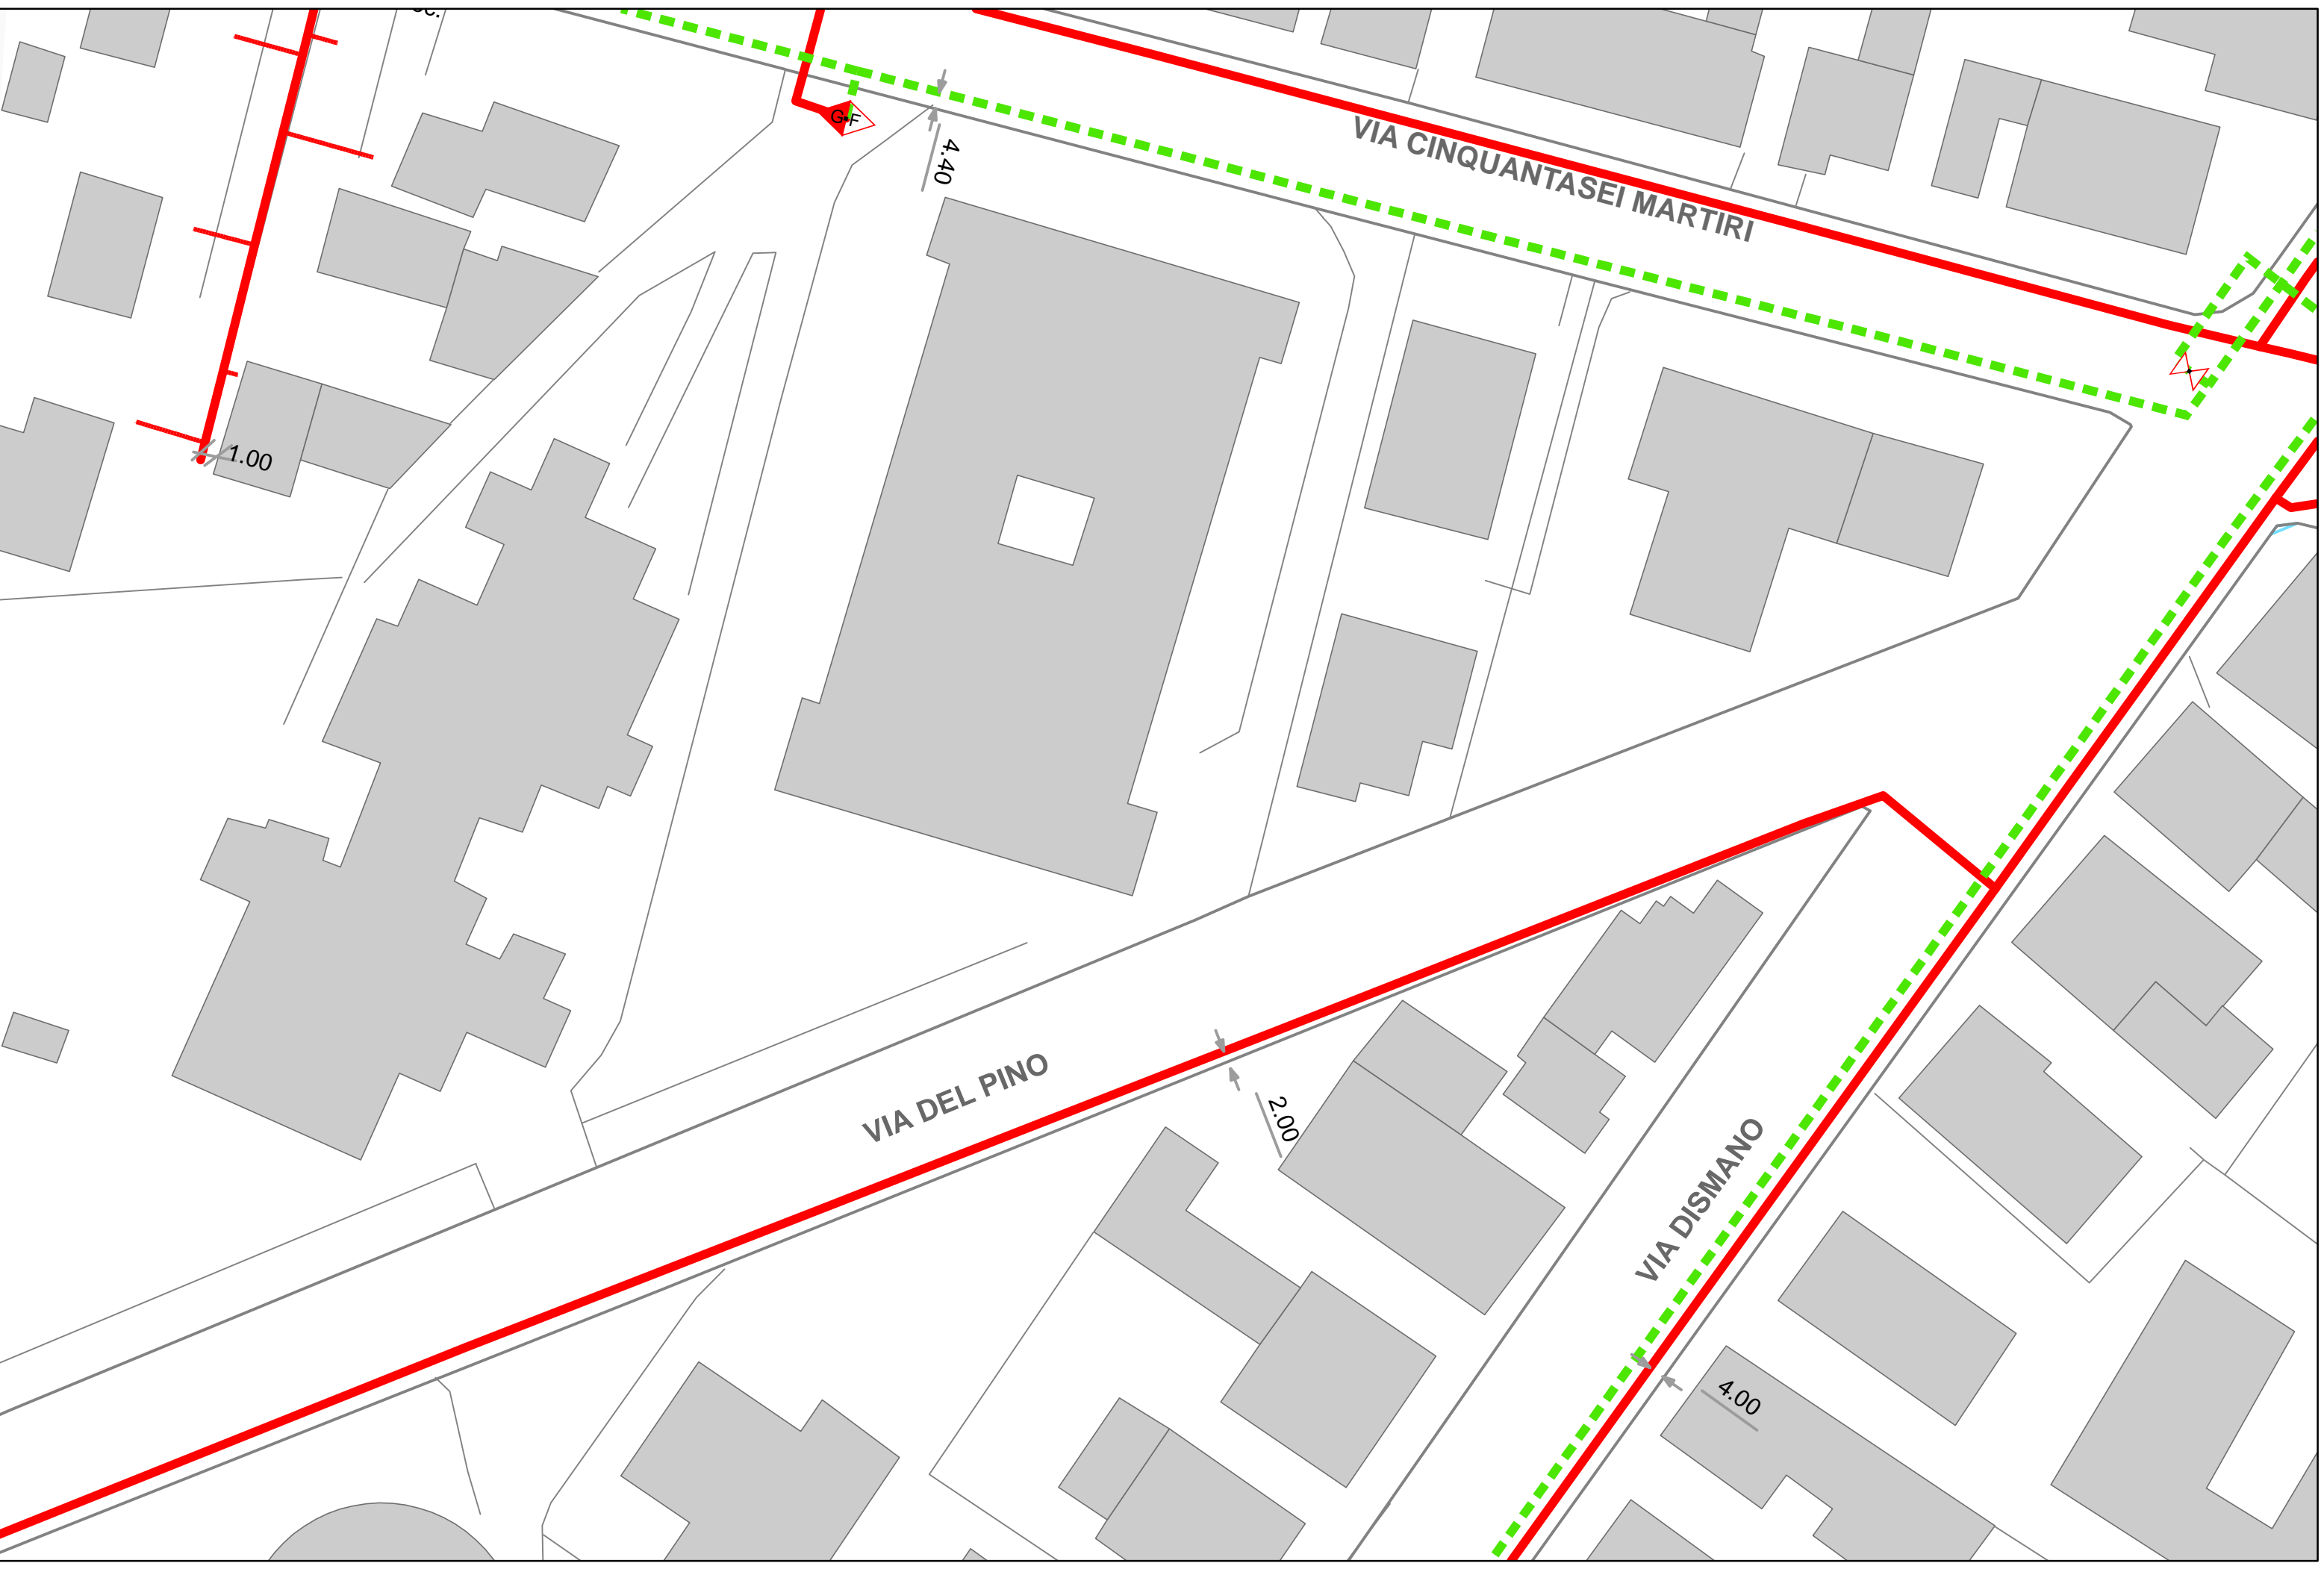 G.F
4.40
VIA CINQUANTASEI MARTIRI
1.00
VIA DEL PINO
2.00
VIA DISMANO
4.00